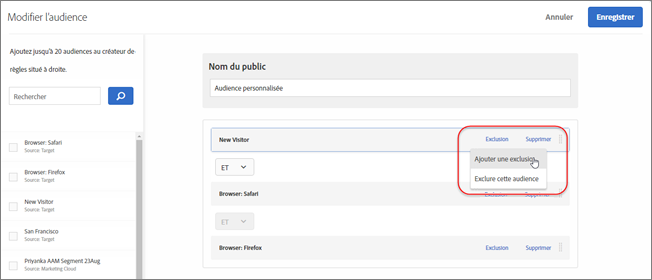 Modifier l'audience
Annuler
Enregistrer
Ajoutez jusqu'à 20 audiences au créateur de
règles situé à droite.
Rechercher
Browser: Safari
Source: Target
Browser: Firefox
Source: Target
New Visitor
Source: Target
San Francisco
Source: Target
Priyanka AAM Segment 23Aug
Source: Marketing Cloud
Nom du public
Audience personnalisée
New Visitor
Exclusion
Supprimer
Ajouter une exclusion
Exclure cette audience
ET
Browser: Safari
Exclusion
Supprimer
ET
Browser: Firefox
Exclusion
Supprimer